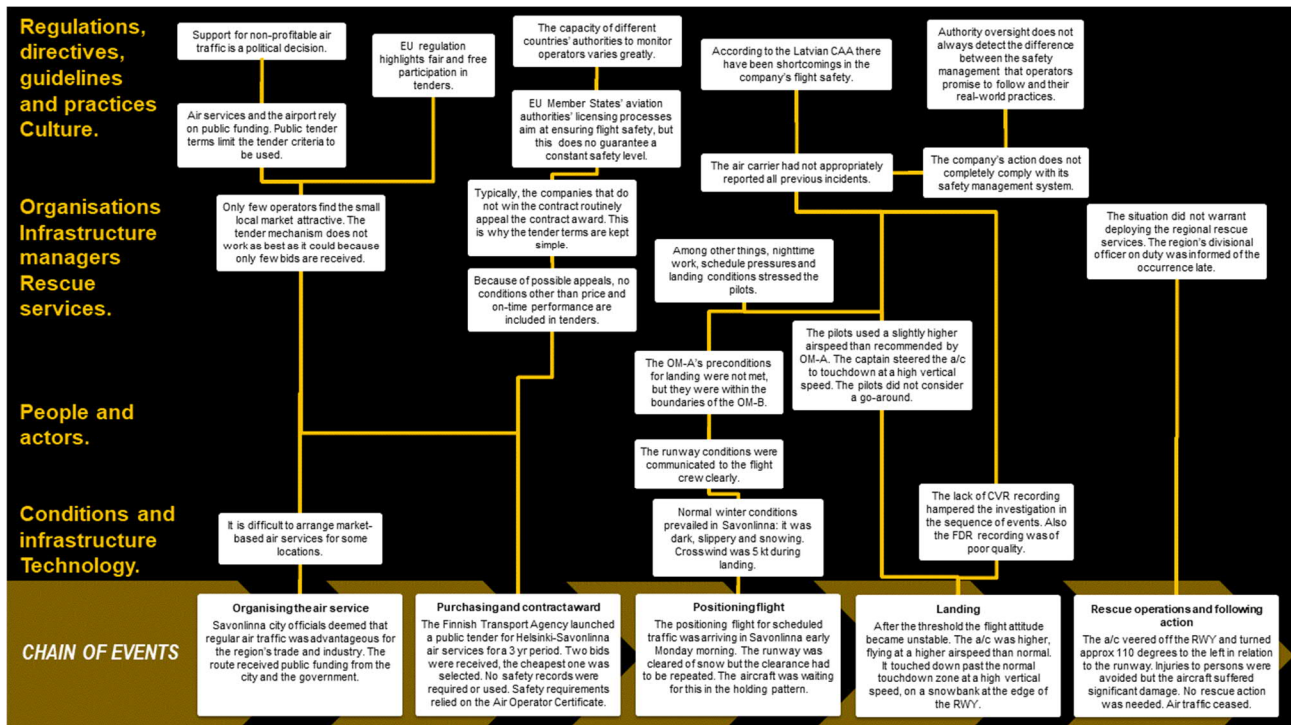 Regulations,
directives,
guidelines
and practices
Culture.
Support for non-profitable air
traffic is a political decision.
EU regulation
highlights fair and free
participation in
tenders.
The capacity of different
countries' authorities to monitor
operators varies greatly.
According to the Latvian CAA there
have been shortcomings in the
company's flight safety.
Authority oversight does not
always detect the difference
between the safety
management that operators
promise to follow and their
real-world practices.
Air services and the airport rely
on public funding. Public tender
terms limit the tender criteria to
be used.
EU Member States' aviation
authorities' licensing processes
aim at ensuring flight safety, but
this does no guarantee a
constant safety level.
The air carrier had not appropriately
reported all previous incidents.
The company's action does not
completely comply with its
safety management system.
Organisations
Infrastructure
managers
Rescue
services.
Only few operators find the small
local market attractive. The
tender mechanism does not
work as best as it could because
only few bids are received.
Typically, the companies that do
not win the contract routinely
appeal the contract award. This
is why the tender terms are kept
simple.
Among other things, nighttime
work, schedule pressures and
landing conditions stressed the
pilots.
The situation did not warrant
deploying the regional rescue
services. The region's divisional
officer on duty was informed of the
occurrence late.
Because of possible appeals, no
conditions other than price and
on-time performance are
included in tenders.
People and
actors.
The OM-A's preconditions
for landing were not met,
but they were within the
boundaries of the OM-B.
The pilots used a slightly higher
airspeed than recommended by
OM-A. The captain steered the a/c
to touchdown at a high vertical
speed. The pilots did not consider
a go-around.
The runway conditions were
communicated to the flight
crew clearly.
Conditions and
infrastructure
Technology.
It is difficult to arrange market-
based air services for some
locations.
Normal winter conditions
prevailed in Savonlinna: it was
dark, slippery and snowing.
Crosswind was 5 kt during
landing.
The lack of CVR recording
hampered the investigation in
the sequence of events. Also
the FDR recording was of
poor quality.
CHAIN OF EVENTS
Organising the air service
Savonlinna city officials deemed that
regular air traffic was advantageous for
the region's trade and industry. The
route received public funding from the
city and the government.
Purchasing and contract award
The Finnish Transport Agency launched
a public tender for Helsinki-Savonlinna
air services for a 3 yr period. Two bids
were received, the cheapest one was
selected. No safety records were
required or used. Safety requirements
relied on the Air Operator Certificate.
Positioning flight
The positioning flight for scheduled
traffic was arriving in Savonlinna early
Monday morning. The runway was
cleared of snow but the clearance had
to be repeated. The aircraft was waiting
for this in the holding pattern.
Landing
After the threshold the flight attitude
became unstable. The a/c was higher,
flying at a higher airspeed than normal.
It touched down past the normal
touchdown zone at a high vertical
speed, on a snowbank at the edge of
the RWY.
Rescue operations and following
action
The a/c veered off the RWY and turned
approx 110 degrees to the left in relation
to the runway. Injuries to persons were
avoided but the aircraft suffered
significant damage. No rescue action
was needed. Air traffic ceased.